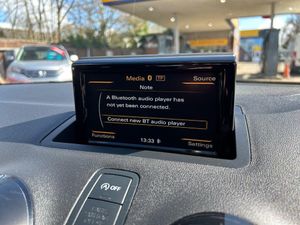 Media TP Source
Note
A Bluetooth audio player has
not yet been connected.
Connect new BT audio player
Functions 13:33 Settings
OFF